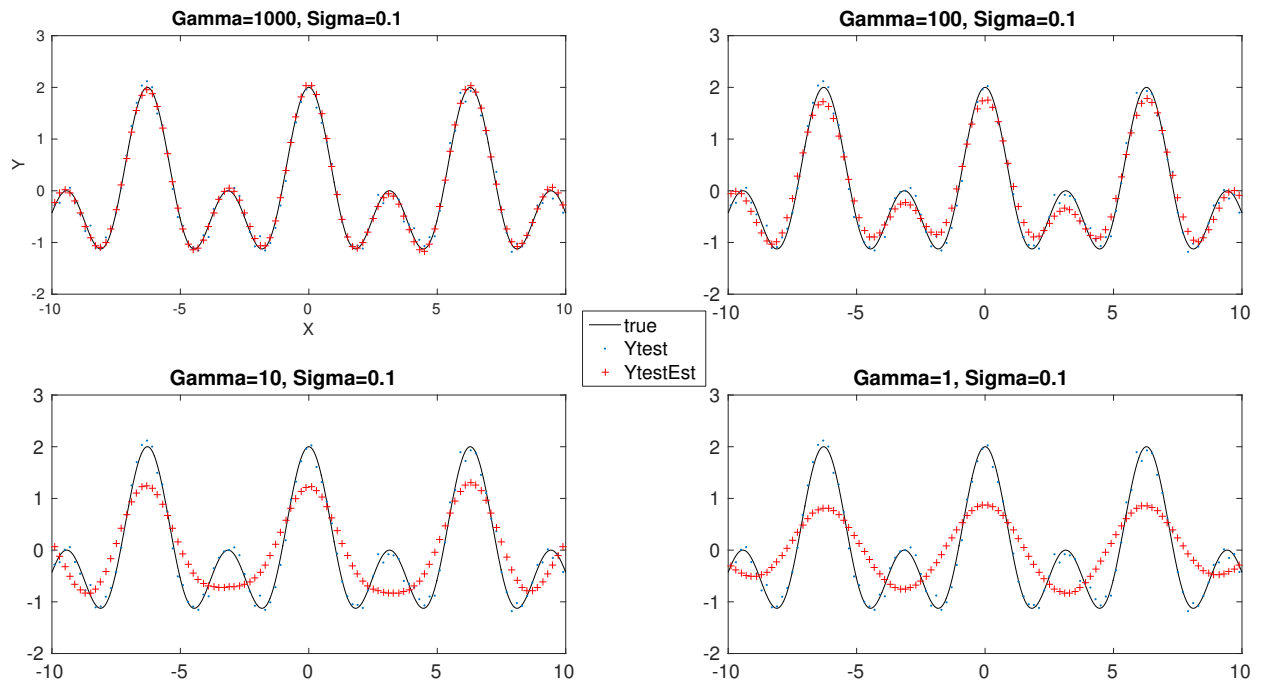 Gamma=1000, Sigma=0.1
3
2
1
0
-1
-2
Y
-10 -5 0 5 10
X
Gamma=100, Sigma=0.1
3
2
1
0
-1
-2
-10 -5 0 5 10
true
Ytest
YtestEst
Gamma=10, Sigma=0.1
3
2
1
0
-1
-2
-10 -5 0 5 10
Gamma=1, Sigma=0.1
3
2
1
0
-1
-2
-10 -5 0 5 10